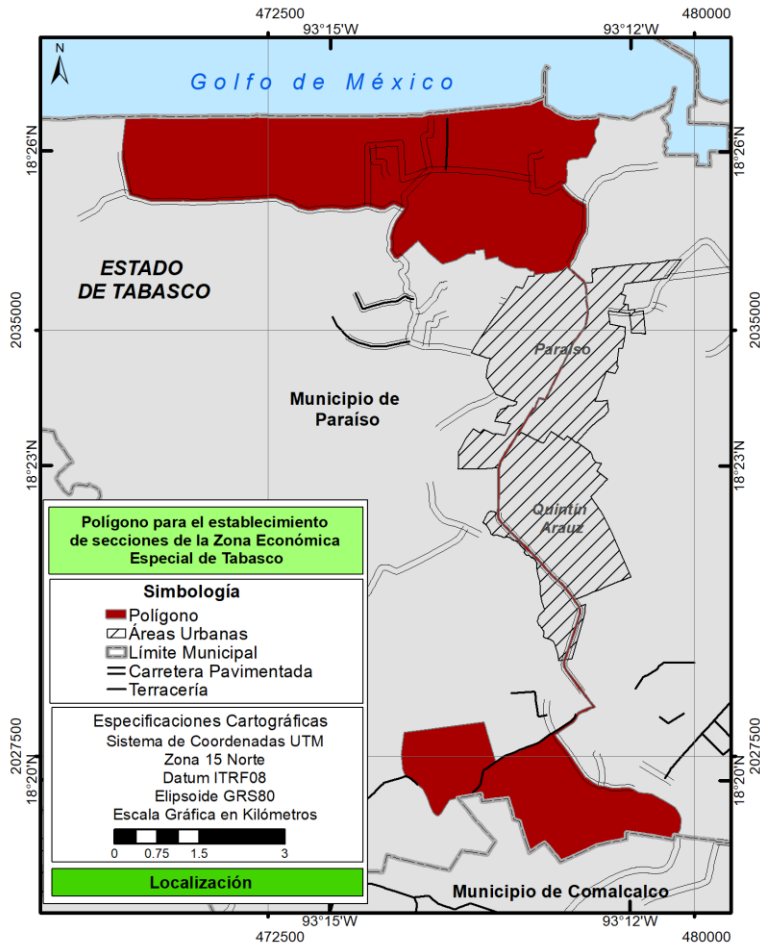 472500
480000
93°15'W
93°12'W
N
Golfo de México
18°26'N
18°26'N
ESTADO
DE TABASCO
2035000
2035000
Paraíso
Municipio de
Paraíso
18°23'N
18°23'N
Quintín
Arauz
Polígono para el establecimiento
de secciones de la Zona Económica
Especial de Tabasco
Simbología
Polígono
Áreas Urbanas
Límite Municipal
Carretera Pavimentada
Terracería
Especificaciones Cartográficas
Sistema de Coordenadas UTM
Zona 15 Norte
Datum ITRF08
Elipsoide GRS80
Escala Gráfica en Kilómetros
0 0.75 1.5 3
2027500
2027500
18°20'N
18°20'N
Localización
Municipio de Comalcalco
93°15'W
93°12'W
472500
480000